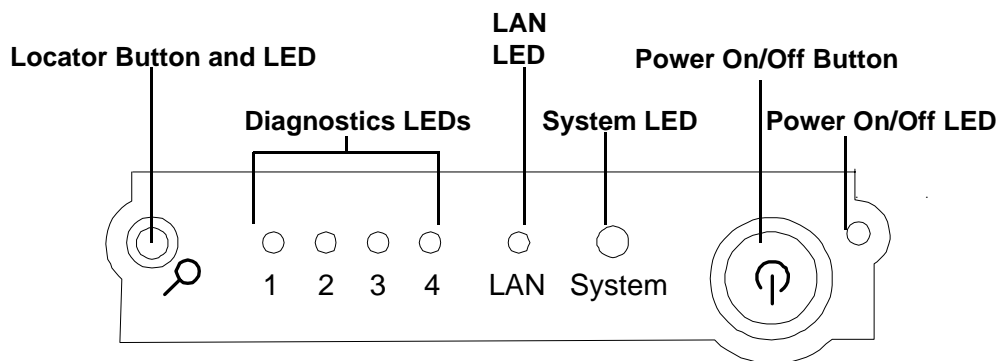 LAN
LED
Locator Button and LED
Power On/Off Button
Diagnostics LEDs
System LED
Power On/Off LED
1 2 3 4 LAN System